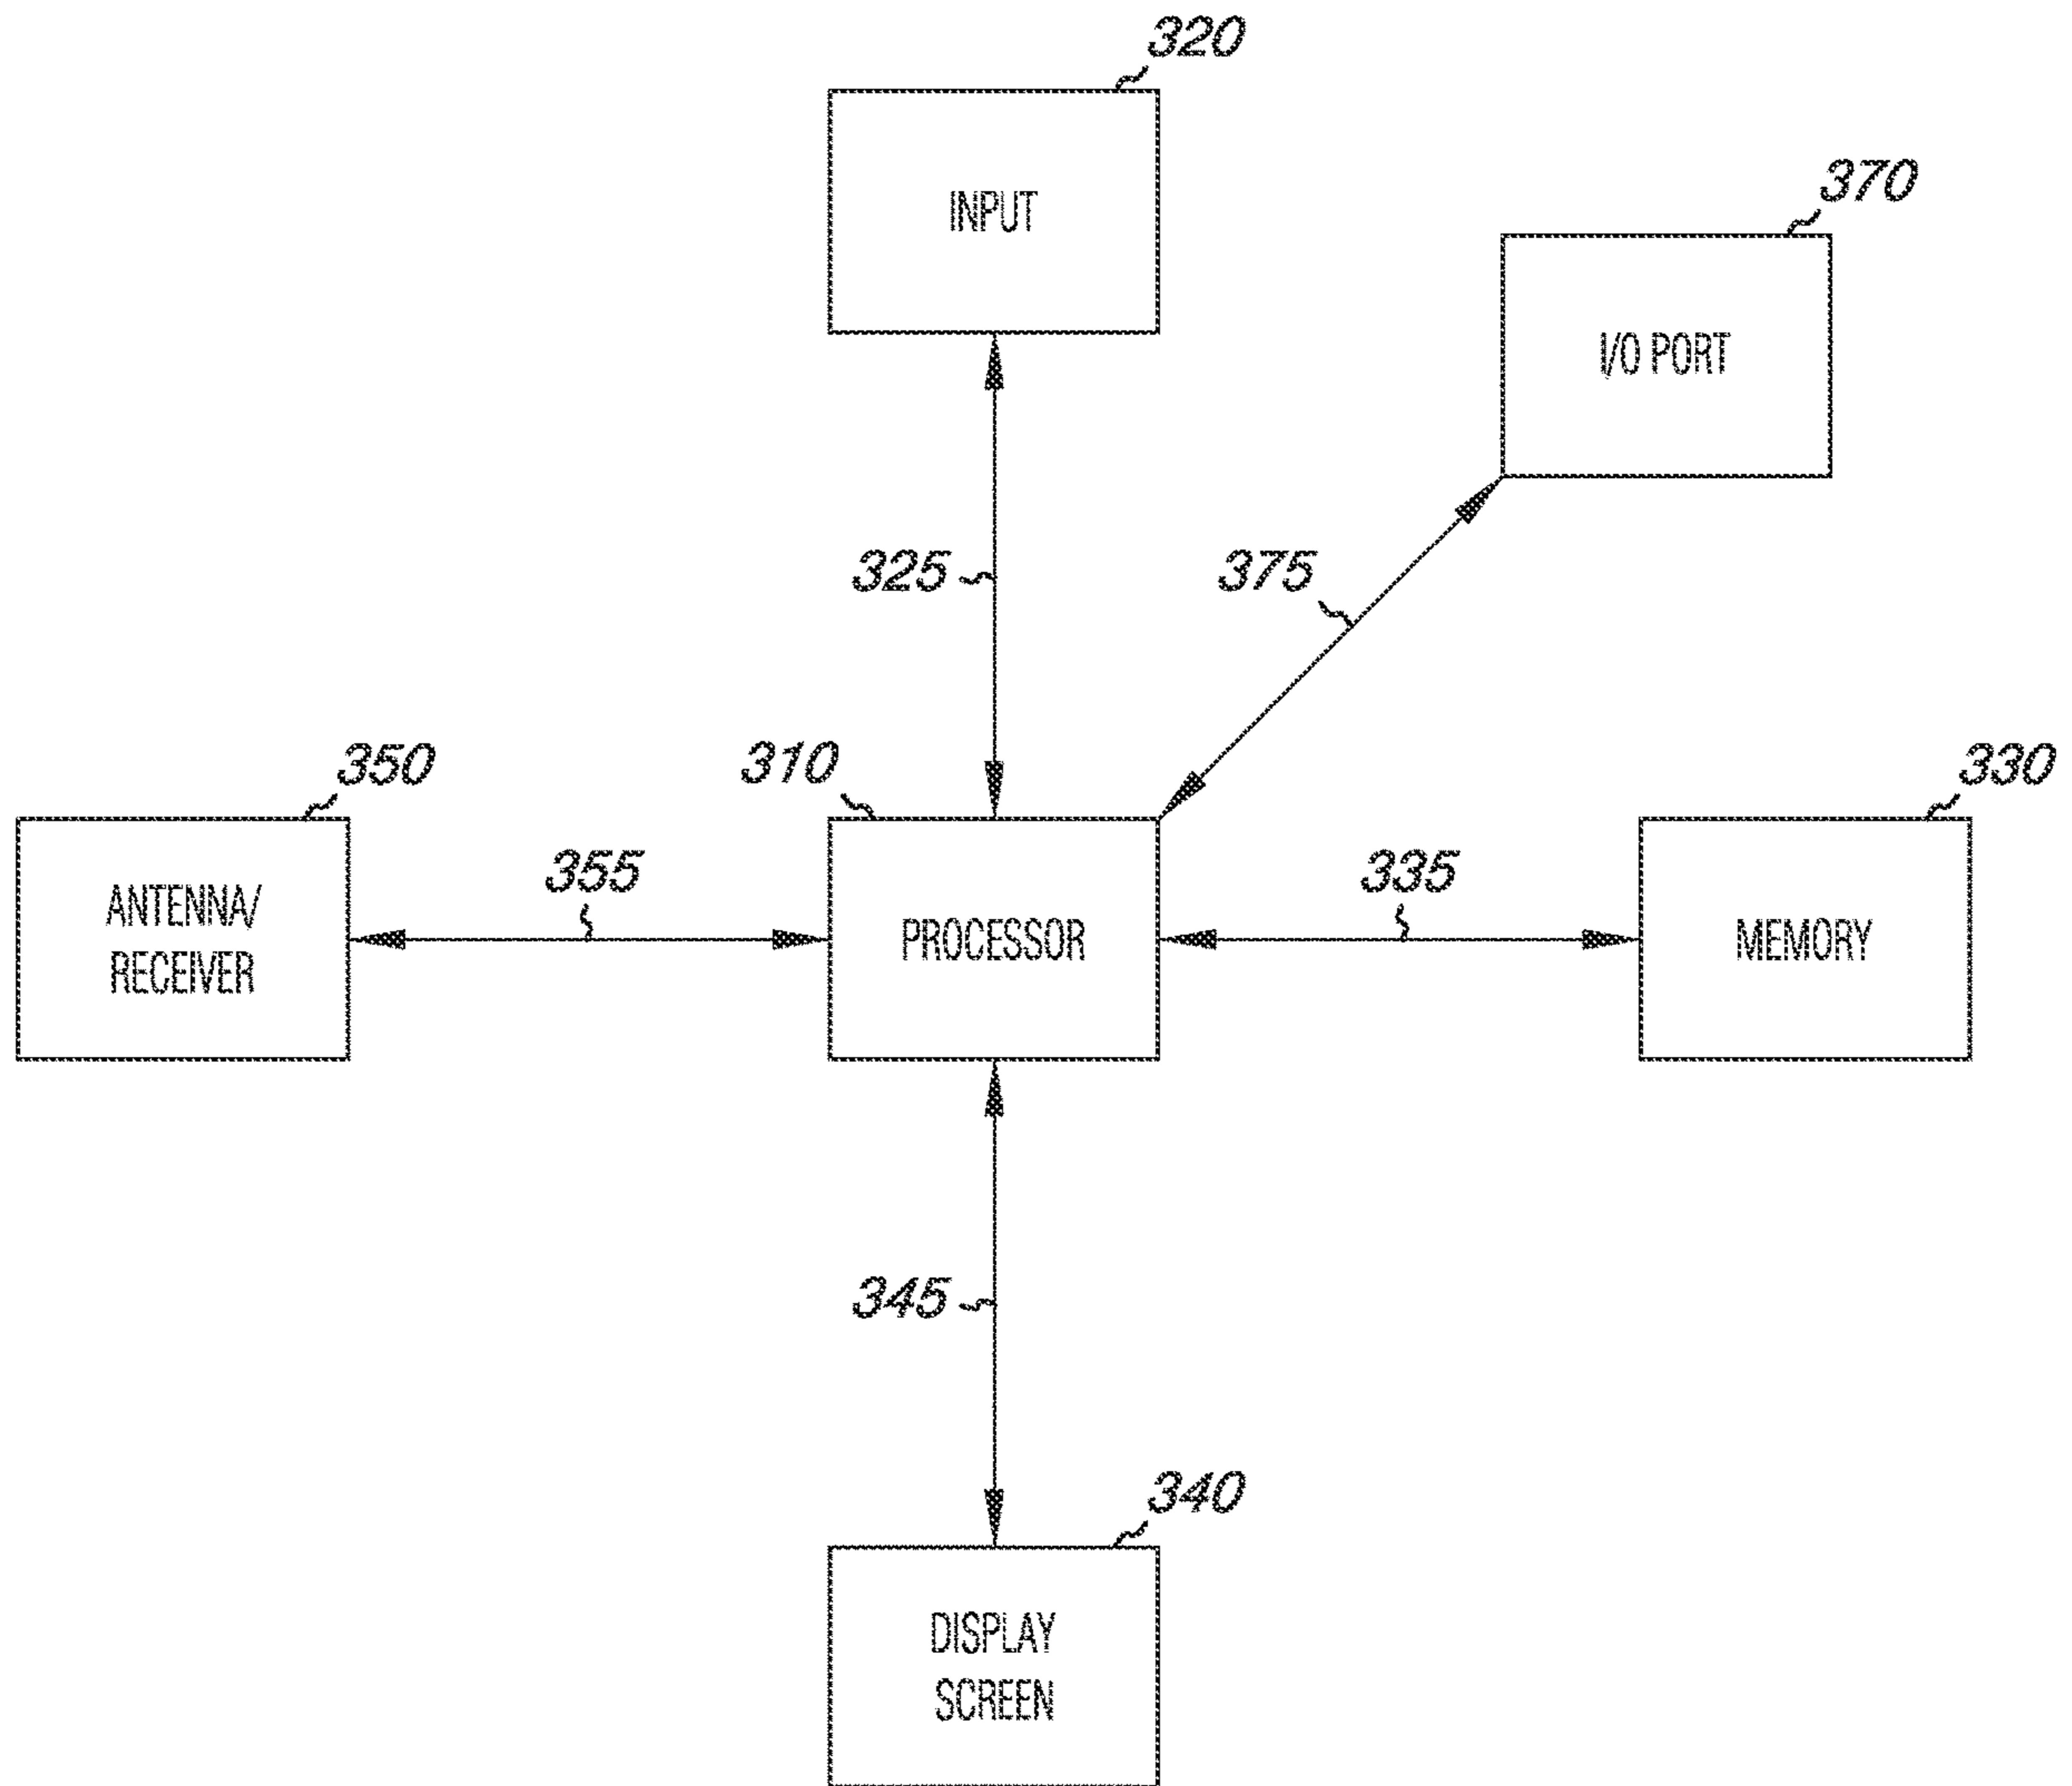 320
INPUT
370
I/O PORT
325
375
350
310
330
ANTENNA/
RECEIVER
355
PROCESSOR
335
MEMORY
345
340
DISPLAY
SCREEN